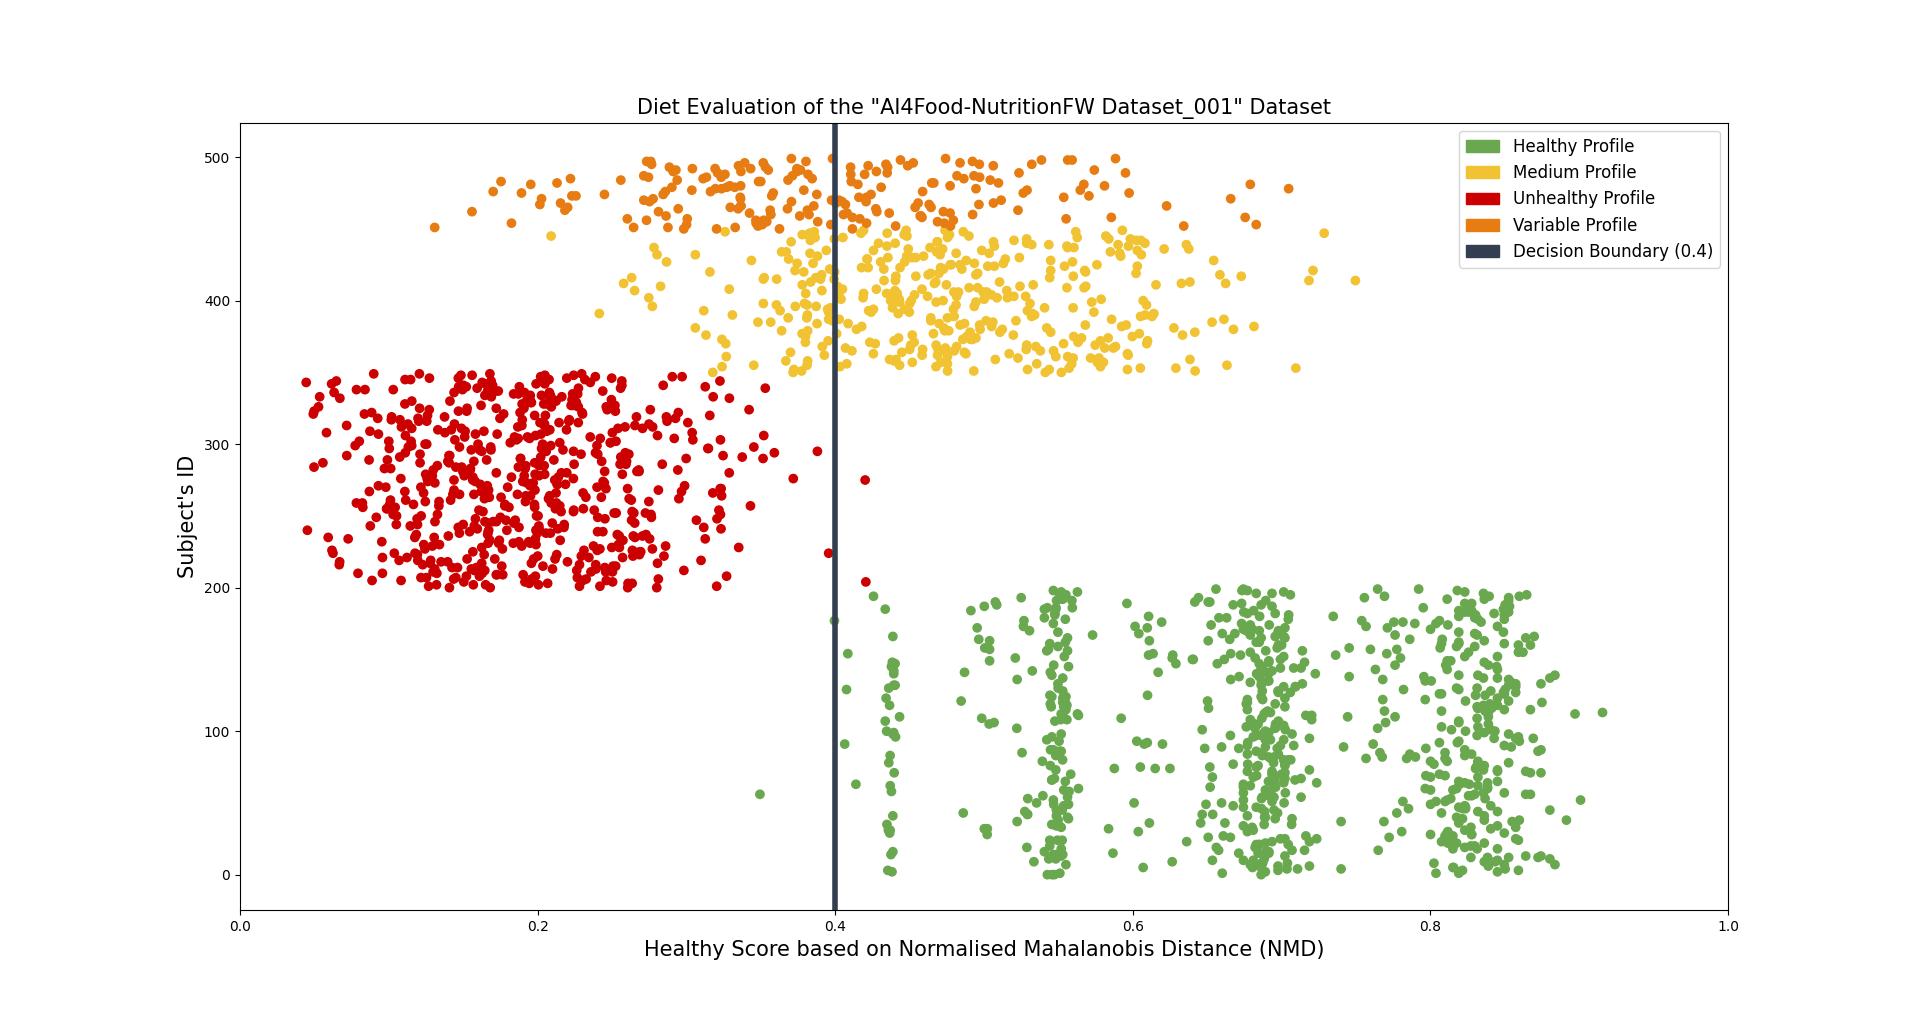 Diet Evaluation of the "AI4Food-NutritionFW Dataset_001" Dataset
Healthy Profile
Medium Profile
Unhealthy Profile
Variable Profile
Decision Boundary (0.4)
Subject's ID
500
400
300
200
100
0
0.0 0.2 0.4 0.6 0.8 1.0
Healthy Score based on Normalised Mahalanobis Distance (NMD)